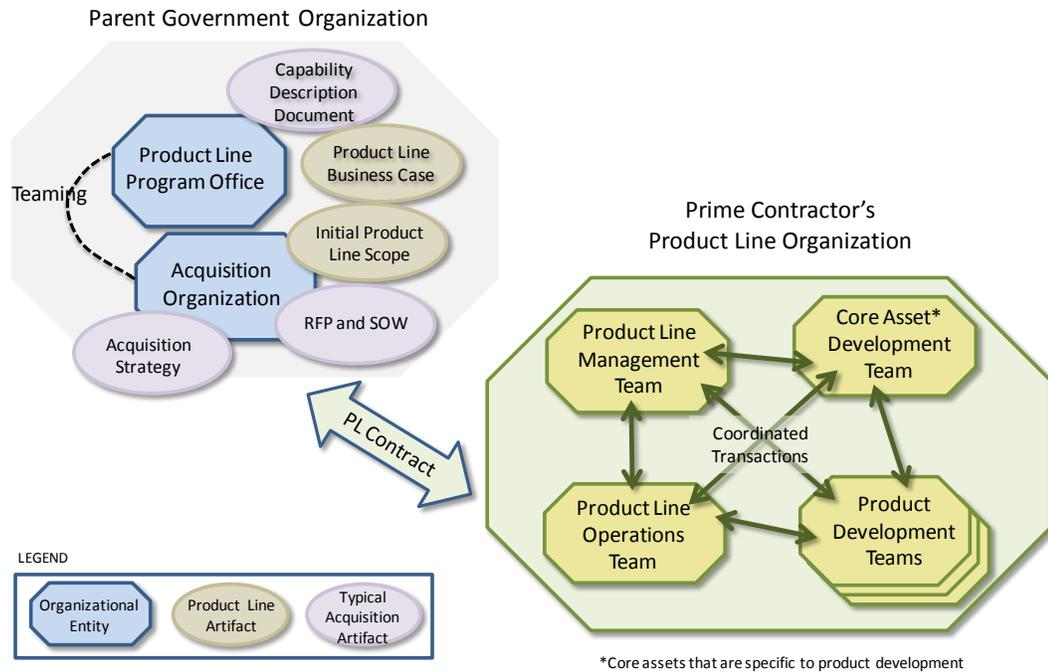 Parent Government Organization
Capability
Description
Document
Product Line
Program Office
Product Line
Business Case
Teaming
Initial Product
Line Scope
Acquisition
Organization
RFP and SOW
Acquisition
Strategy
PL Contract
Prime Contractor’s
Product Line Organization
Product Line
Management
Team
Core Asset*
Development
Team
Coordinated
Transactions
Product Line
Operations
Team
Product
Development
Teams
LEGEND
Organizational
Entity
Product Line
Artifact
Typical
Acquisition
Artifact
*Core assets that are specific to product development